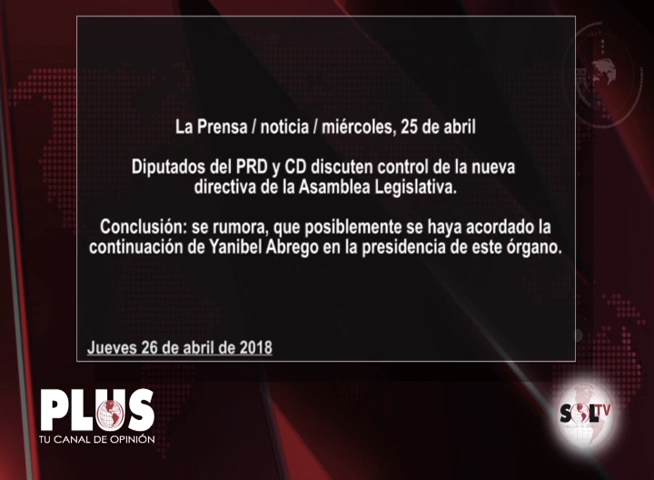 La Prensa / noticia / miércoles, 25 de abril
Diputados del PRD y CD discuten control de la nueva
directiva de la Asamblea Legislativa.
Conclusión: se rumora, que posiblemente se haya acordado la
continuación de Yanibel Abrego en la presidencia de este órgano.
Jueves 26 de abril de 2018
PLUS
TU CANAL DE OPINIÓN
SOLTV